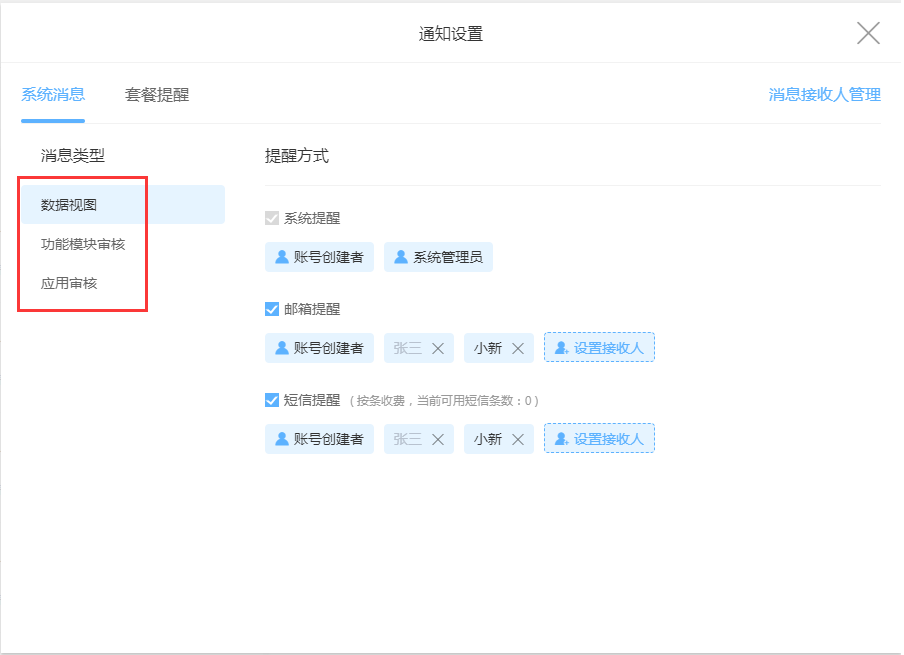 通知设置
系统消息 套餐提醒 消息接收人管理
消息类型
数据视图
功能模块审核
应用审核
提醒方式
系统提醒
账号创建者 系统管理员
邮箱提醒
账号创建者 张三 小新 设置接收人
短信提醒 (按条收费，当前可用短信条数：0)
账号创建者 张三 小新 设置接收人